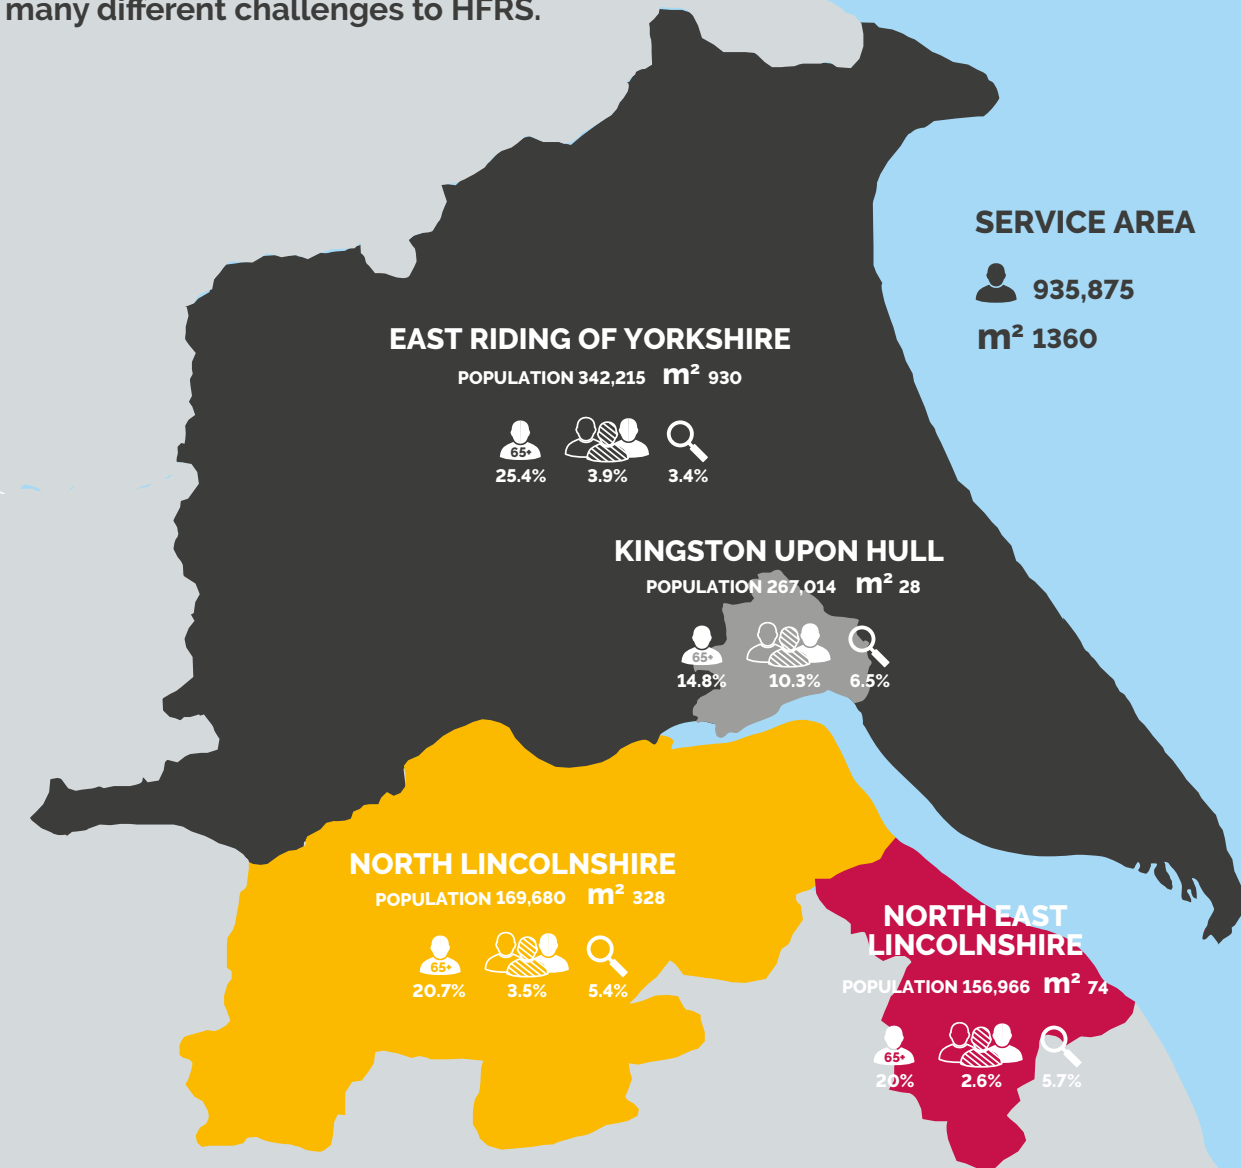 many different challenges to HFRS.
SERVICE AREA
935,875
m² 1360
EAST RIDING OF YORKSHIRE
POPULATION 342,215 m² 930
65+
25.4% 3.9% 3.4%
KINGSTON UPON HULL
POPULATION 267,014 m² 28
65+
14.8% 10.3% 6.5%
NORTH LINCOLNSHIRE
POPULATION 169,680 m² 328
65+
20.7% 3.5% 5.4%
NORTH EAST
LINCOLNSHIRE
POPULATION 156,966 m² 74
65+
20% 2.6% 5.7%